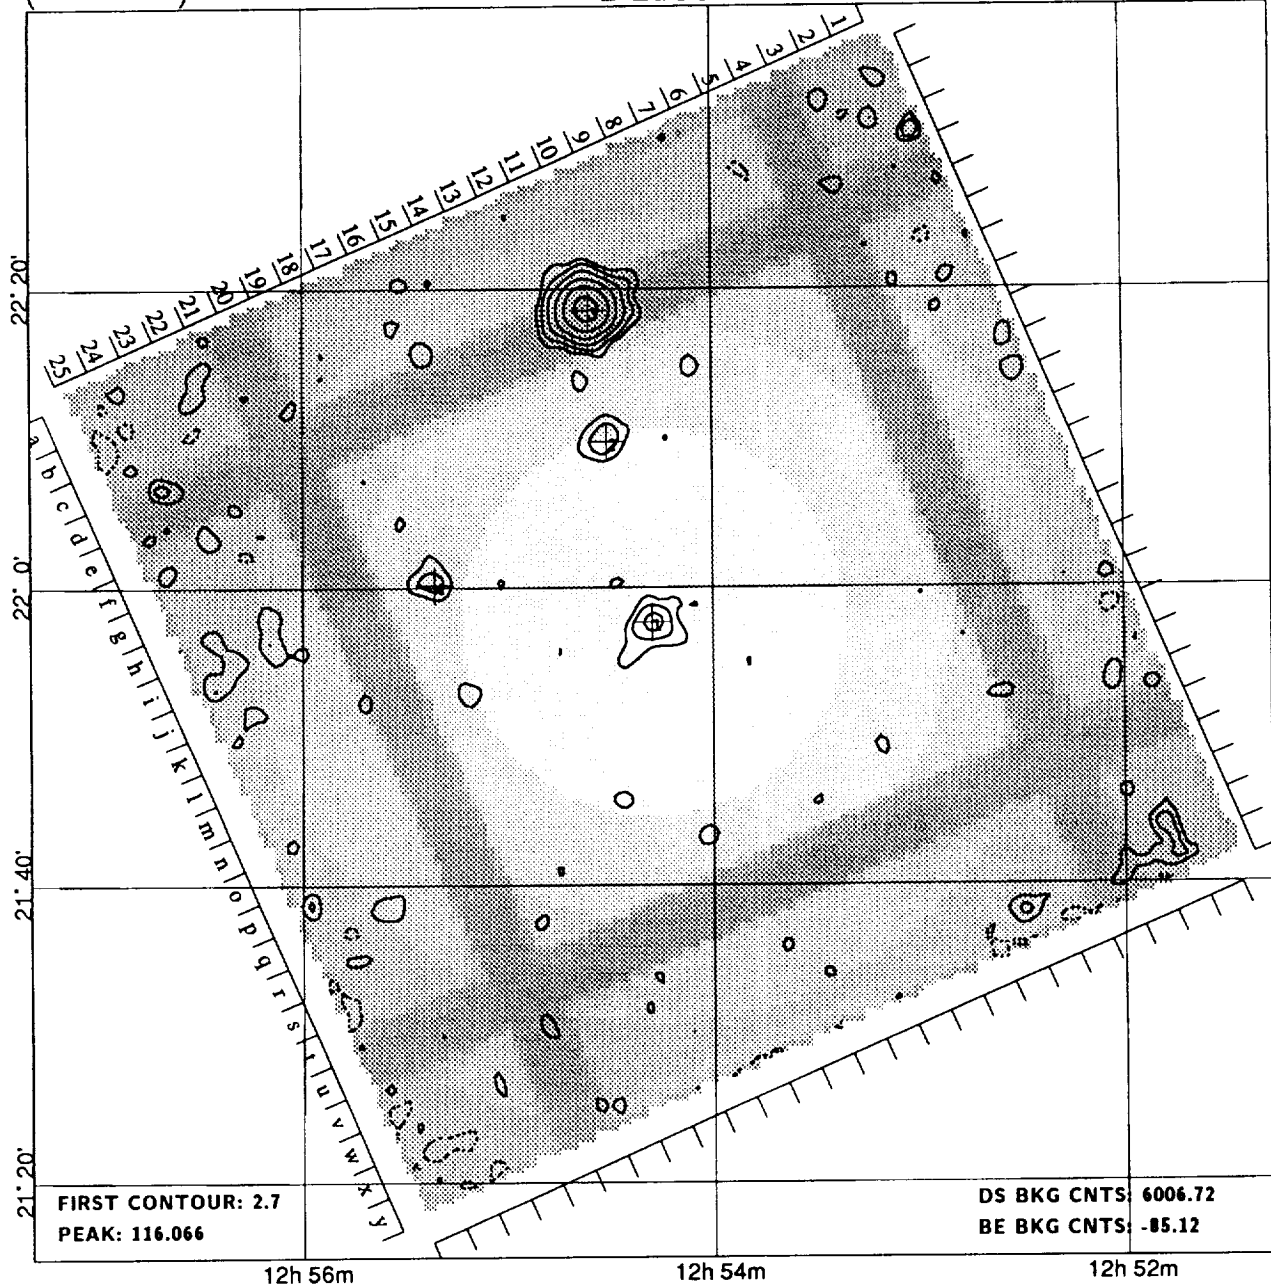 1
2
3
4
5
6
7
8
9
10
11
12
13
14
15
16
17
18
19
20
21
22
23
24
25
22° 20'
22° 0'
21° 40'
21° 20'
a
b
c
d
e
f
g
h
i
j
k
l
m
n
o
p
q
r
s
t
u
v
w
x
y
FIRST CONTOUR: 2.7
PEAK: 116.066
DS BKG CNTS: 6006.72
BE BKG CNTS: -85.12
12h 56m
12h 54m
12h 52m